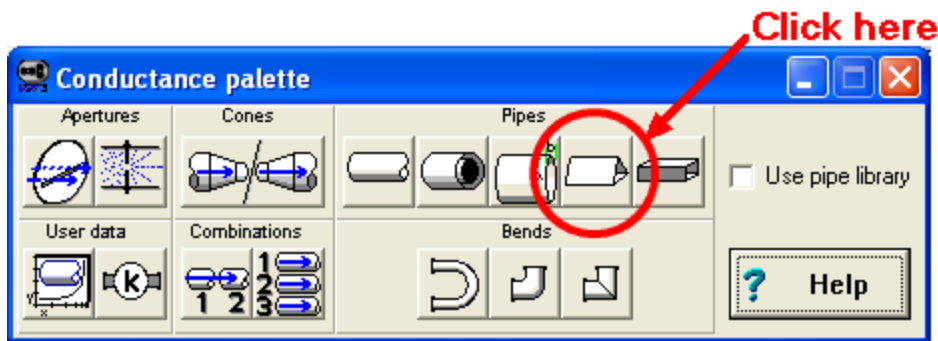 Click here
Conductance palette
Apertures
Cones
Pipes
Use pipe library
User data
Combinations
Bends
k
1 2
1
2
3
? Help